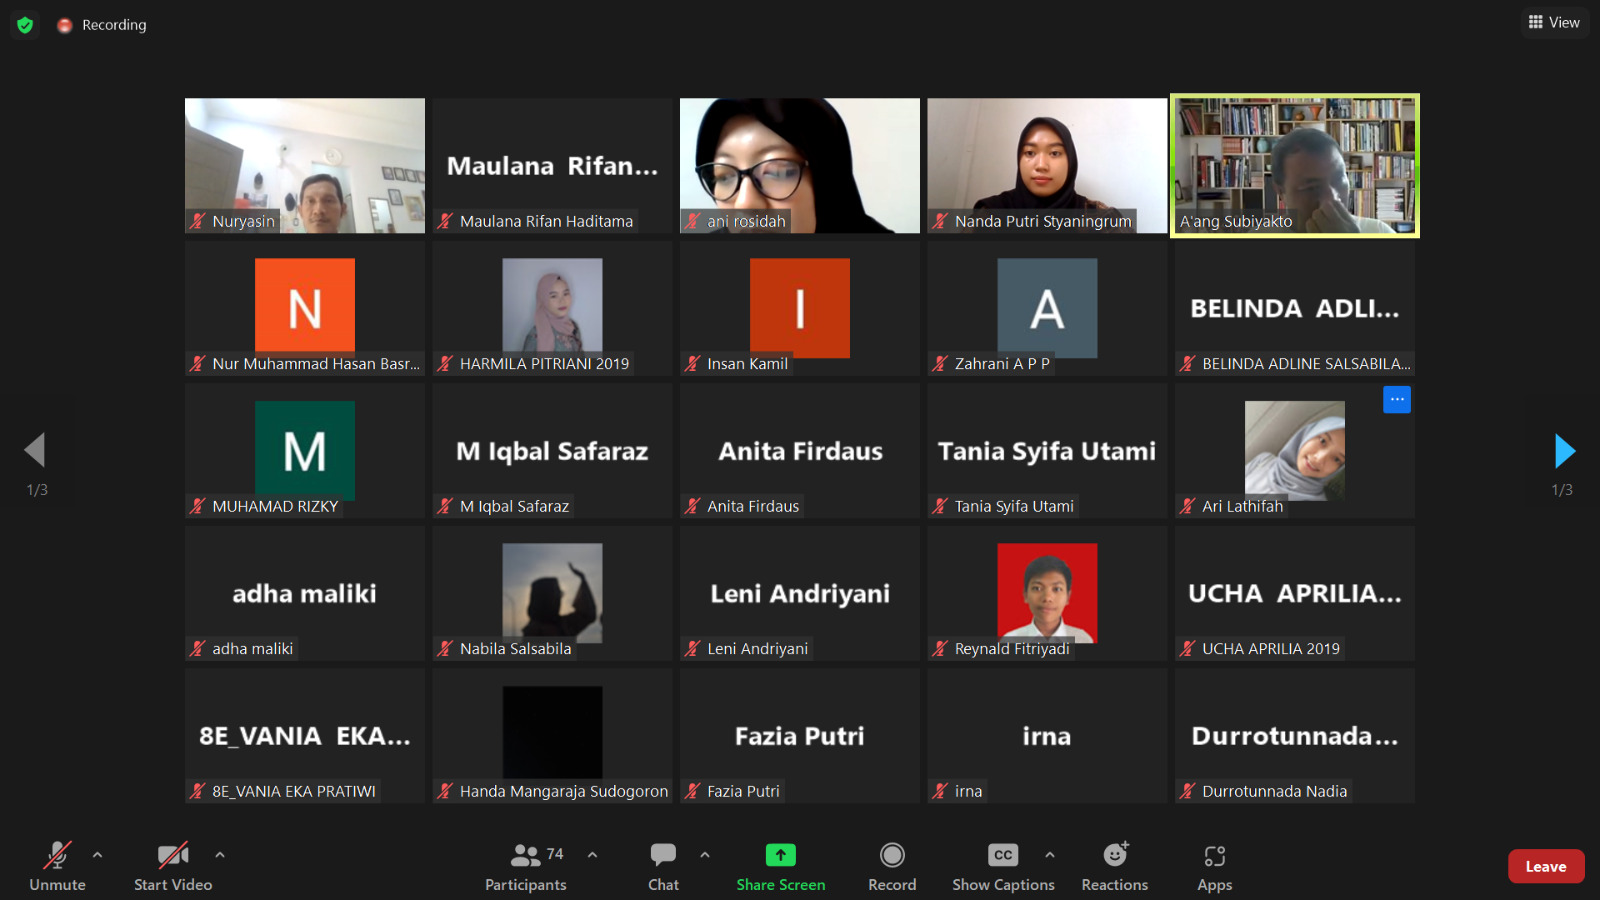 Recording
View
Maulana Rifan...
Nuryasin
Maulana Rifan Haditama
ani rosidah
Nanda Putri Styaningrum
A'ang Subiyakto
N
I
A
BELINDA ADLI...
Nur Muhammad Hasan Basr...
HARMILA PITRIANI 2019
Insan Kamil
Zahrani A P P
BELINDA ADLINE SALSABILA...
M
M Iqbal Safaraz
Anita Firdaus
Tania Syifa Utami
MUHAMAD RIZKY
M Iqbal Safaraz
Anita Firdaus
Tania Syifa Utami
Ari Lathifah
1/3
1/3
adha maliki
Leni Andriyani
UCHA APRILIA...
adha maliki
Nabila Salsabila
Leni Andriyani
Reynald Fitriyadi
UCHA APRILIA 2019
8E_VANIA EKA...
Fazia Putri
irna
Durrotunnada...
8E_VANIA EKA PRATIWI
Handa Mangaraja Sudogoron
Fazia Putri
irna
Durrotunnada Nadia
74
CC
Unmute
Start Video
Participants
Chat
Share Screen
Record
Show Captions
Reactions
Apps
Leave